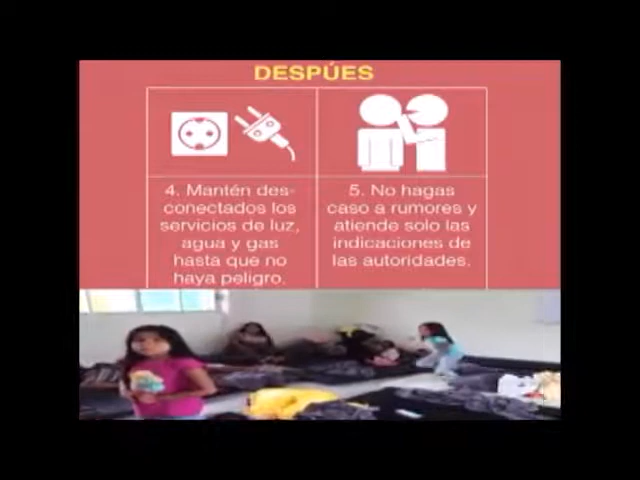 DESPÚES
4. Mantén des-
conectados los
servicios de luz,
agua y gas
hasta que no
haya peligro.
5. No hagas
caso a rumores y
atiende solo las
indicaciones de
las autoridades.